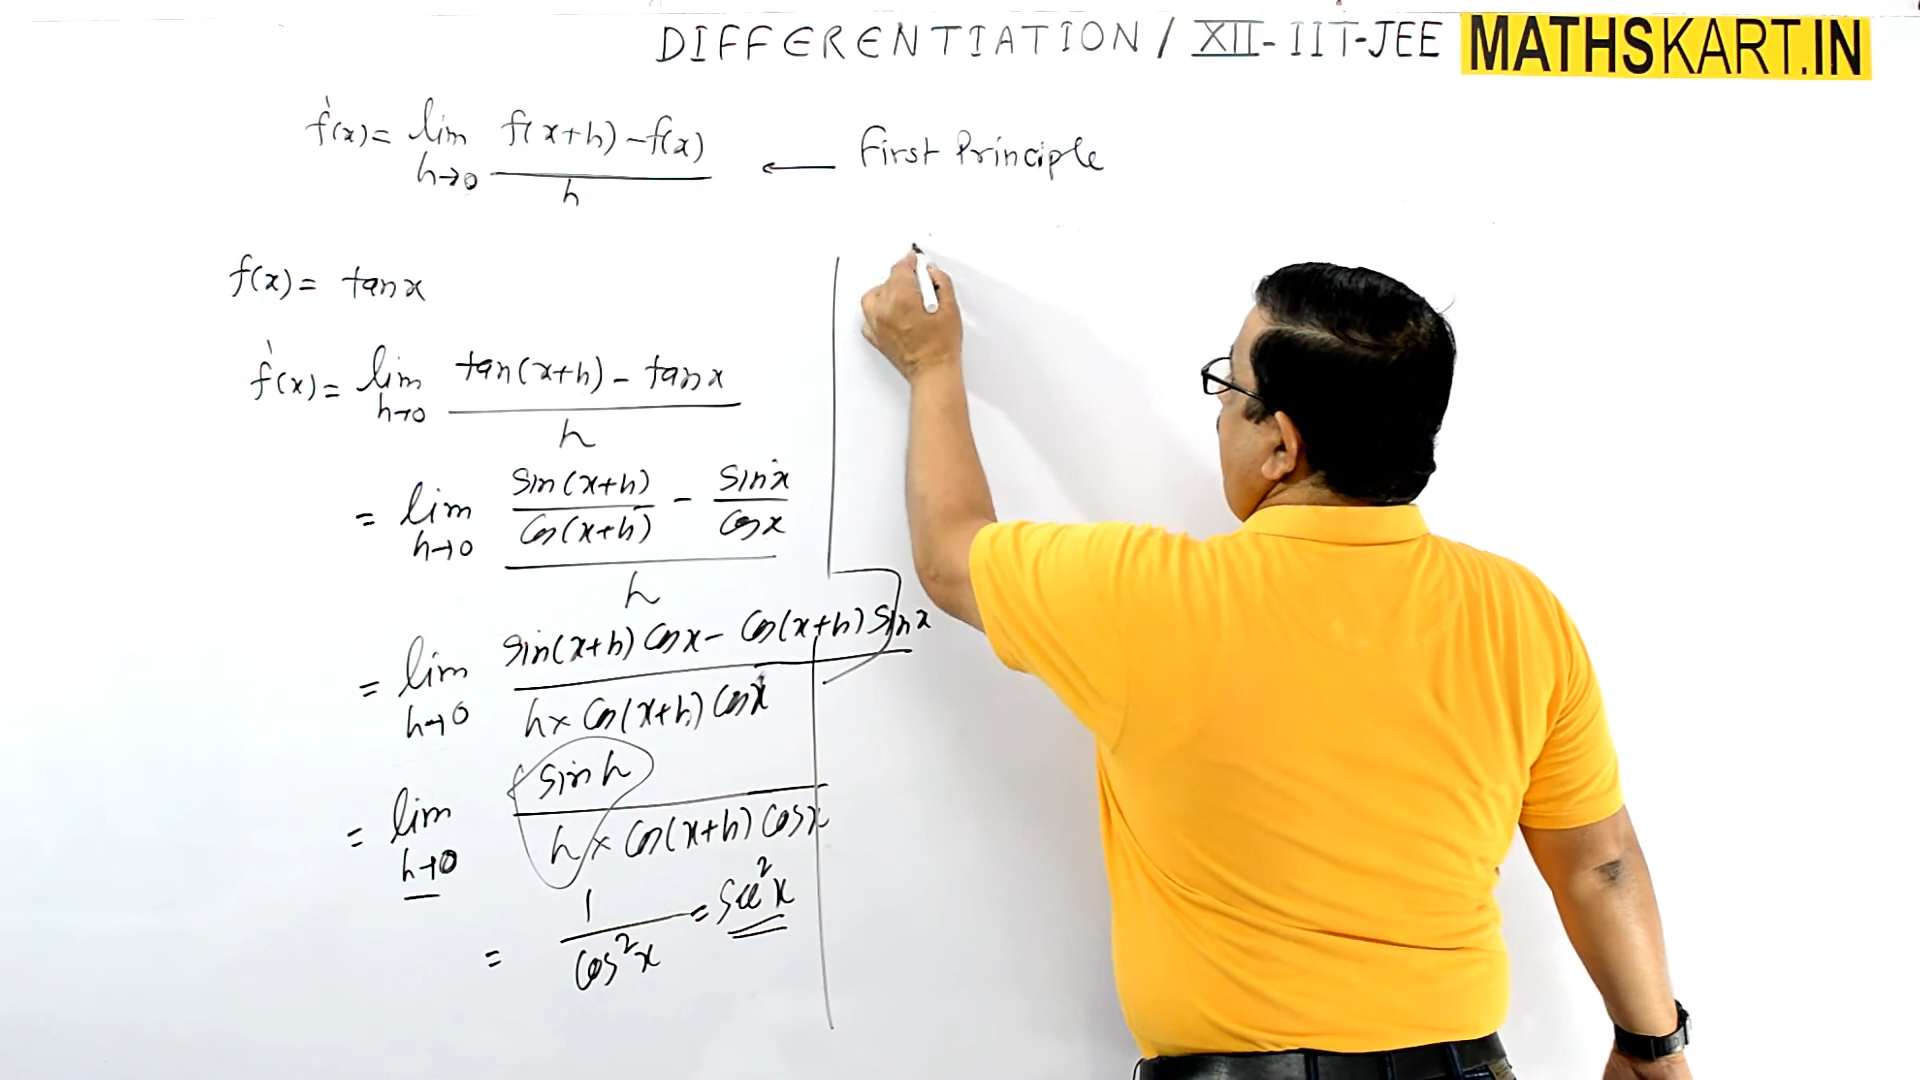 DIFFERENTIATION / XII-IIT-JEE MATHSKART.IN
f'(x) = lim h→0 f(x+h) - f(x) / h ← First Principle
f(x) = tan x
f'(x) = lim h→0 tan(x+h) - tan x / h
= lim h→0 sin(x+h) / cos(x+h) - sin x / cos x / h
= lim h→0 sin(x+h) cos x - cos(x+h) sin x / h × cos(x+h) cos x
= lim h→0 sin h / h × cos(x+h) cos x
= 1 / cos²x = sec²x